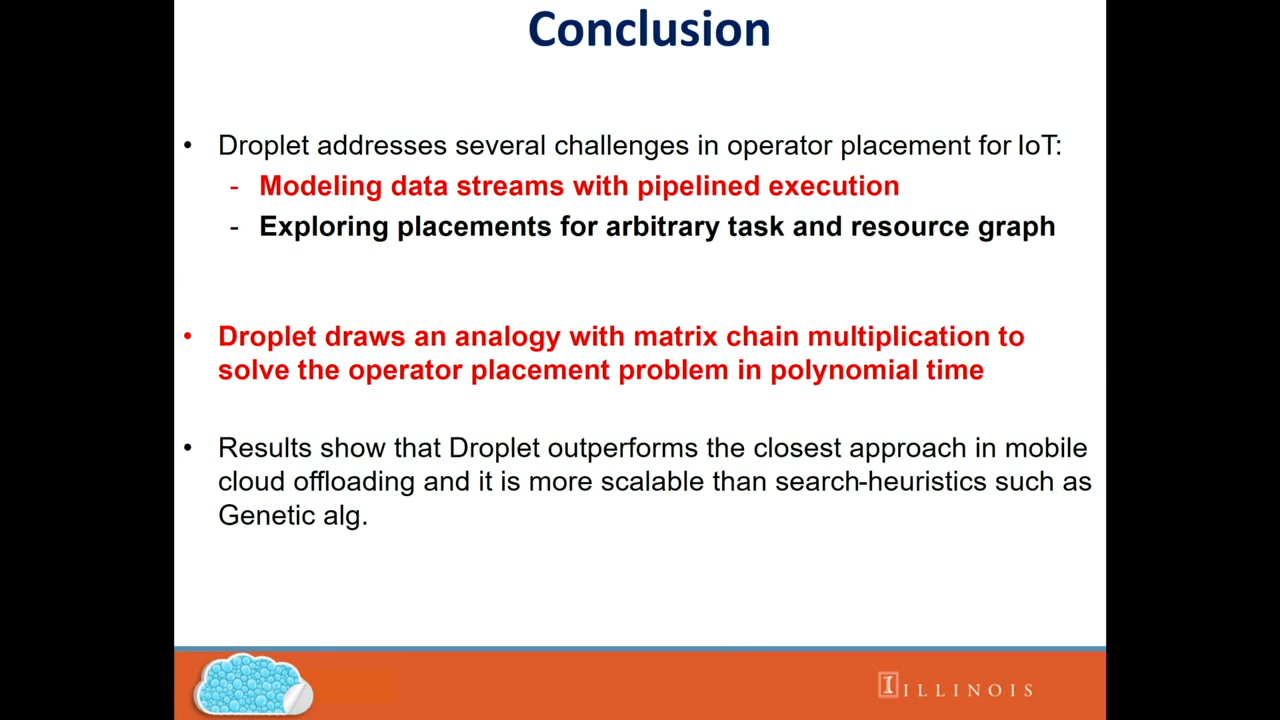 Conclusion
• Droplet addresses several challenges in operator placement for IoT:
- Modeling data streams with pipelined execution
- Exploring placements for arbitrary task and resource graph
• Droplet draws an analogy with matrix chain multiplication to
solve the operator placement problem in polynomial time
• Results show that Droplet outperforms the closest approach in mobile
cloud offloading and it is more scalable than search-heuristics such as
Genetic alg.
I ILLINOIS